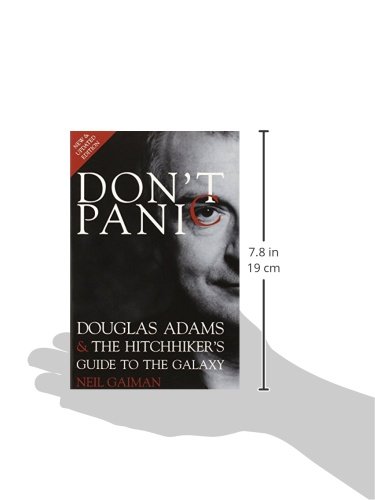 NEW &
UPDATED
EDITION
DON'T
PANIC
DOUGLAS ADAMS
& THE HITCHHIKER'S
GUIDE TO THE GALAXY
NEIL GAIMAN
7.8 in
19 cm